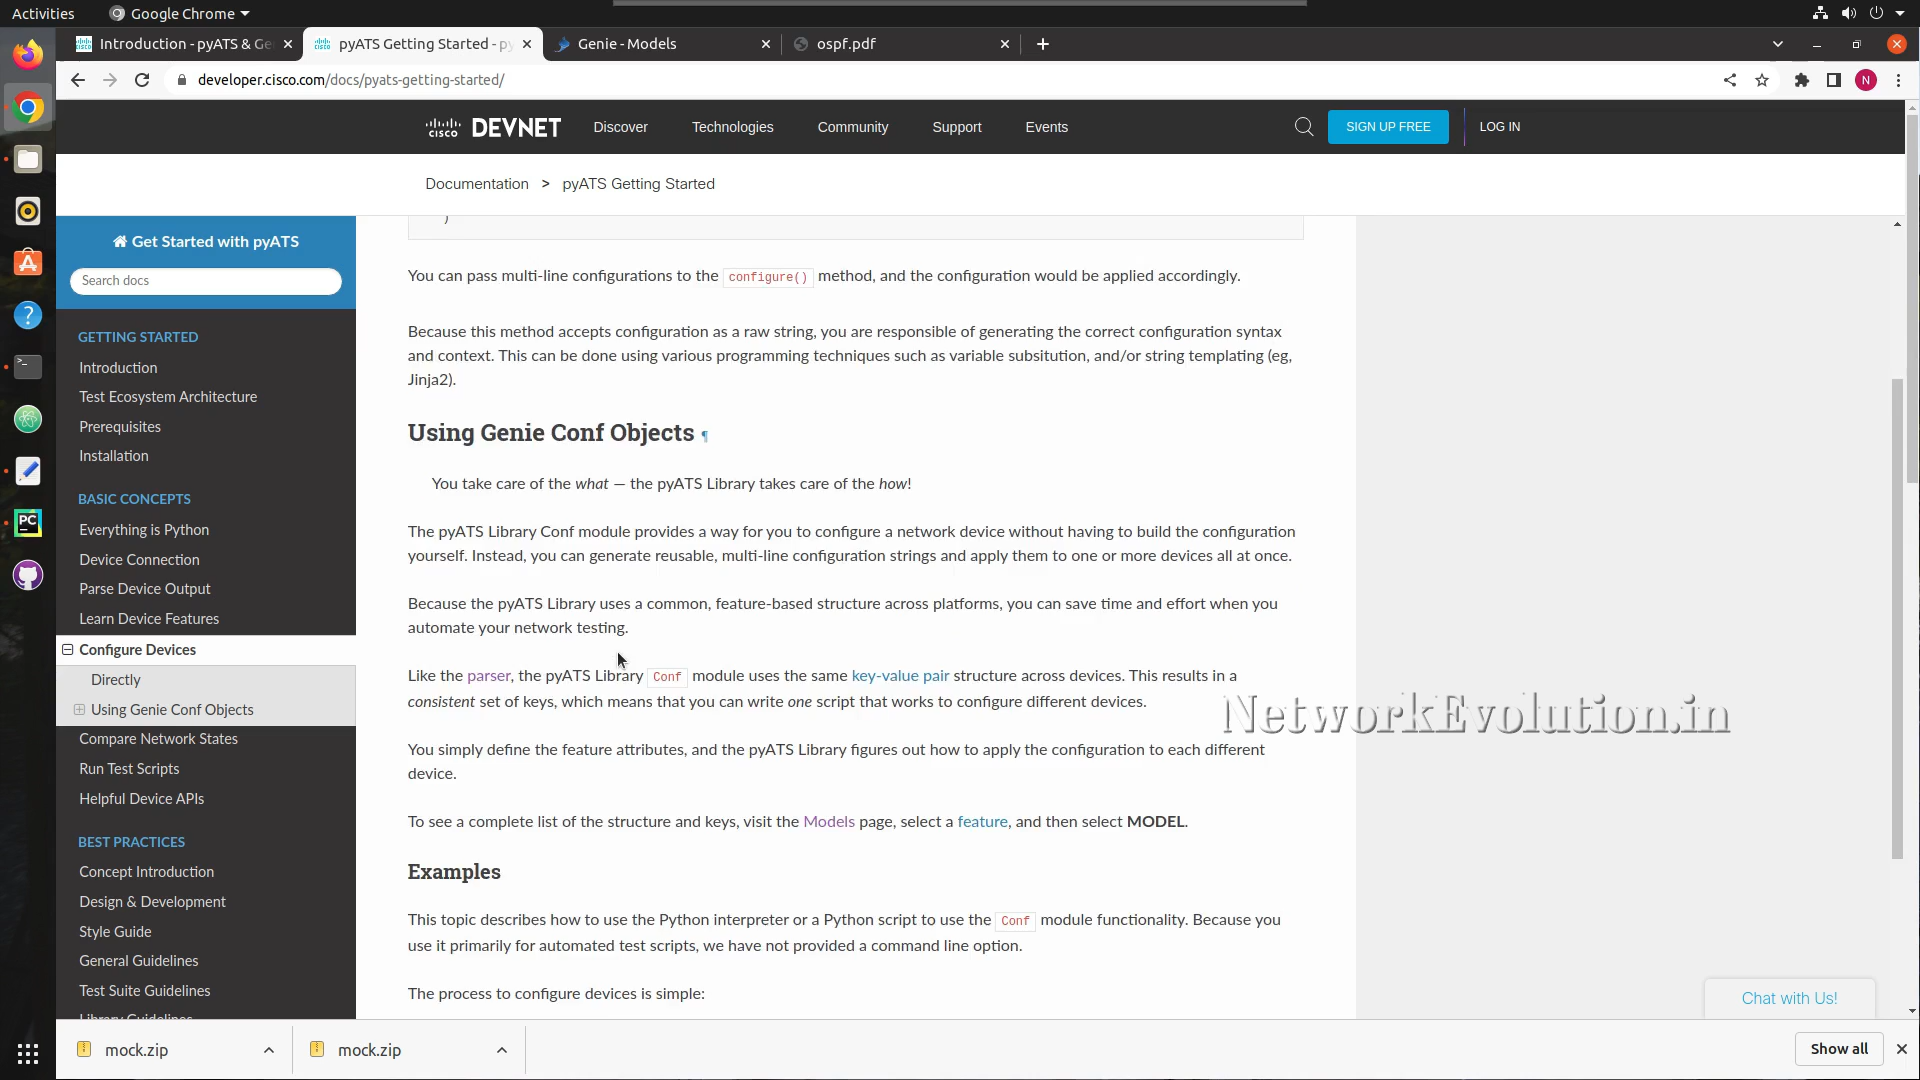 Activities
Google Chrome
Introduction - pyATS & Ge
pyATS Getting Started - py
Genie - Models
ospf.pdf
developer.cisco.com/docs/pyats-getting-started/
N
CISCO DEVNET
Discover
Technologies
Community
Support
Events
SIGN UP FREE
LOG IN
Documentation > pyATS Getting Started
Get Started with pyATS
Search docs
GETTING STARTED
Introduction
Test Ecosystem Architecture
Prerequisites
Installation
BASIC CONCEPTS
Everything is Python
Device Connection
Parse Device Output
Learn Device Features
Configure Devices
Directly
Using Genie Conf Objects
Compare Network States
Run Test Scripts
Helpful Device APIs
BEST PRACTICES
Concept Introduction
Design & Development
Style Guide
General Guidelines
Test Suite Guidelines
Library Guidelines
)
You can pass multi-line configurations to the configure() method, and the configuration would be applied accordingly.
Because this method accepts configuration as a raw string, you are responsible of generating the correct configuration syntax
and context. This can be done using various programming techniques such as variable subsitution, and/or string templating (eg,
Jinja2).
Using Genie Conf Objects ¶
You take care of the what — the pyATS Library takes care of the how!
The pyATS Library Conf module provides a way for you to configure a network device without having to build the configuration
yourself. Instead, you can generate reusable, multi-line configuration strings and apply them to one or more devices all at once.
Because the pyATS Library uses a common, feature-based structure across platforms, you can save time and effort when you
automate your network testing.
Like the parser, the pyATS Library Conf module uses the same key-value pair structure across devices. This results in a
consistent set of keys, which means that you can write one script that works to configure different devices.
You simply define the feature attributes, and the pyATS Library figures out how to apply the configuration to each different
device.
To see a complete list of the structure and keys, visit the Models page, select a feature, and then select MODEL.
Examples
This topic describes how to use the Python interpreter or a Python script to use the Conf module functionality. Because you
use it primarily for automated test scripts, we have not provided a command line option.
The process to configure devices is simple:
NetworkEvolution.in
Chat with Us!
mock.zip
mock.zip
Show all